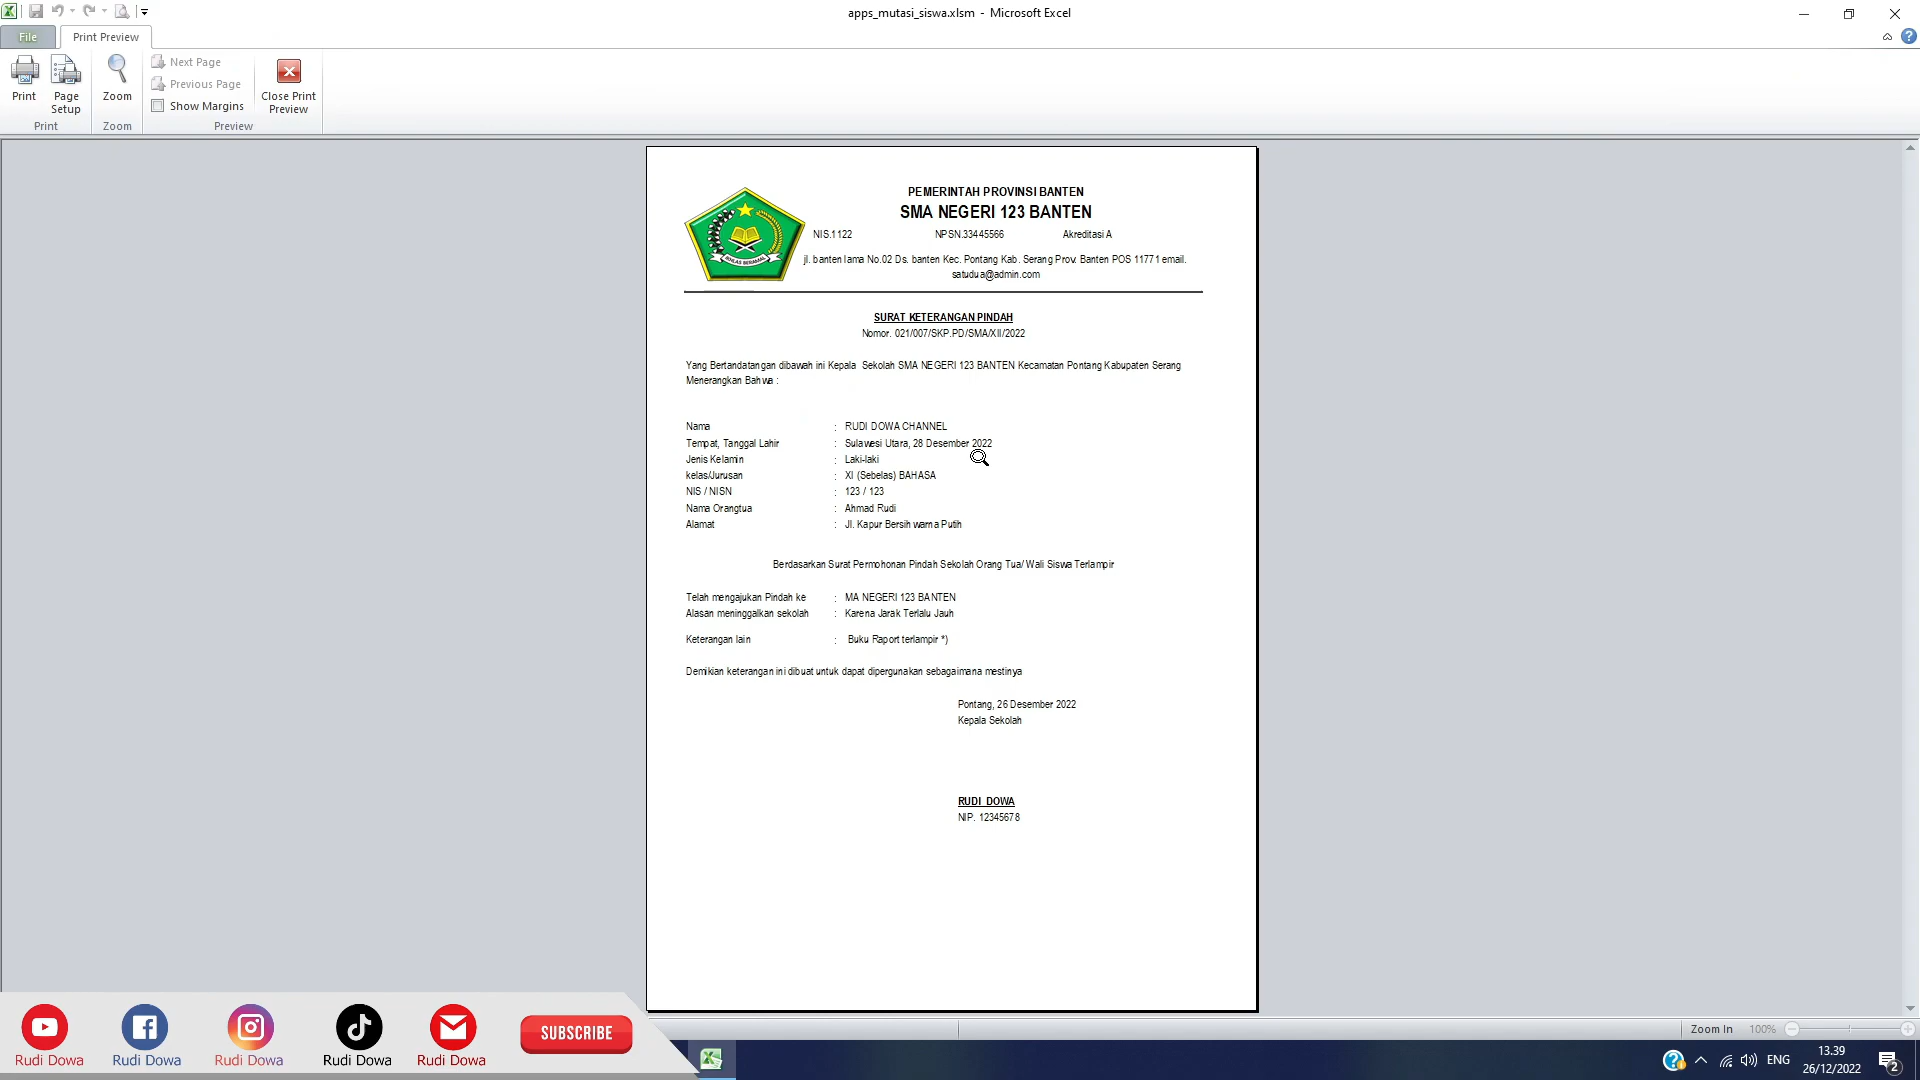 apps_mutasi_siswa.xlsm - Microsoft Excel
File
Print Preview
Print
Page Setup
Zoom
Next Page
Previous Page
Show Margins
Close Print Preview
Print
Zoom
Preview
PEMERINTAH PROVINSI BANTEN
SMA NEGERI 123 BANTEN
NIS.1122 NPSN.33445566 Akreditasi A
jl. banten lama No.02 Ds. banten Kec. Pontang Kab. Serang Prov. Banten POS 11771 email.
satudua@admin.com
IKHLAS BERAMAL
SURAT KETERANGAN PINDAH
Nomor. 021/007/SKP.PD/SMA/XII/2022
Yang Bertandatangan dibawah ini Kepala Sekolah SMA NEGERI 123 BANTEN Kecamatan Pontang Kabupaten Serang
Menerangkan Bahwa :
Nama : RUDI DOWA CHANNEL
Tempat, Tanggal Lahir : Sulawesi Utara, 28 Desember 2022
Jenis Kelamin : Laki-laki
kelas/Jurusan : XI (Sebelas) BAHASA
NIS / NISN : 123 / 123
Nama Orangtua : Ahmad Rudi
Alamat : Jl. Kapur Bersih warna Putih
Berdasarkan Surat Permohonan Pindah Sekolah Orang Tua/ Wali Siswa Terlampir
Telah mengajukan Pindah ke : MA NEGERI 123 BANTEN
Alasan meninggalkan sekolah : Karena Jarak Terlalu Jauh
Keterangan lain : Buku Raport terlampir *)
Demikian keterangan ini dibuat untuk dapat dipergunakan sebagaimana mestinya
Pontang, 26 Desember 2022
Kepala Sekolah
RUDI DOWA
NIP. 12345678
Rudi Dowa
Rudi Dowa
Rudi Dowa
Rudi Dowa
Rudi Dowa
SUBSCRIBE
Zoom In 100%
ENG
13.39
26/12/2022
2